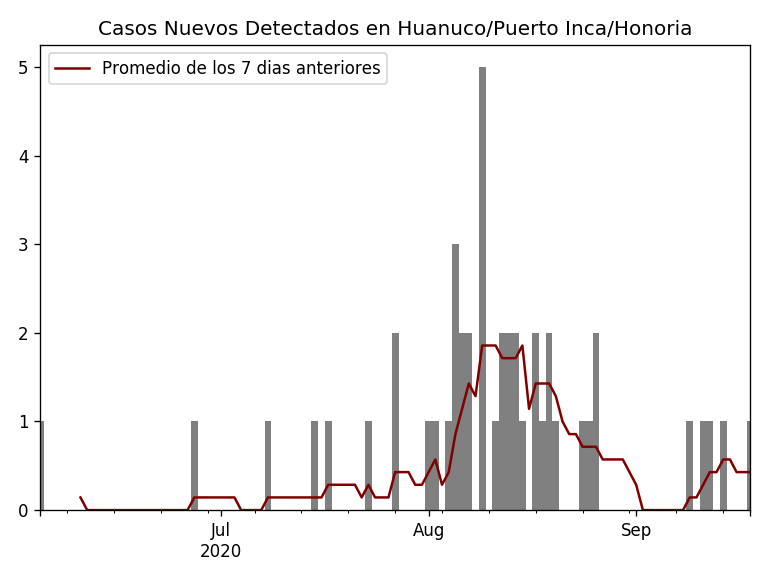 Casos Nuevos Detectados en Huanuco/Puerto Inca/Honoria
Promedio de los 7 dias anteriores
5
4
3
2
1
0
Jul
2020
Aug
Sep